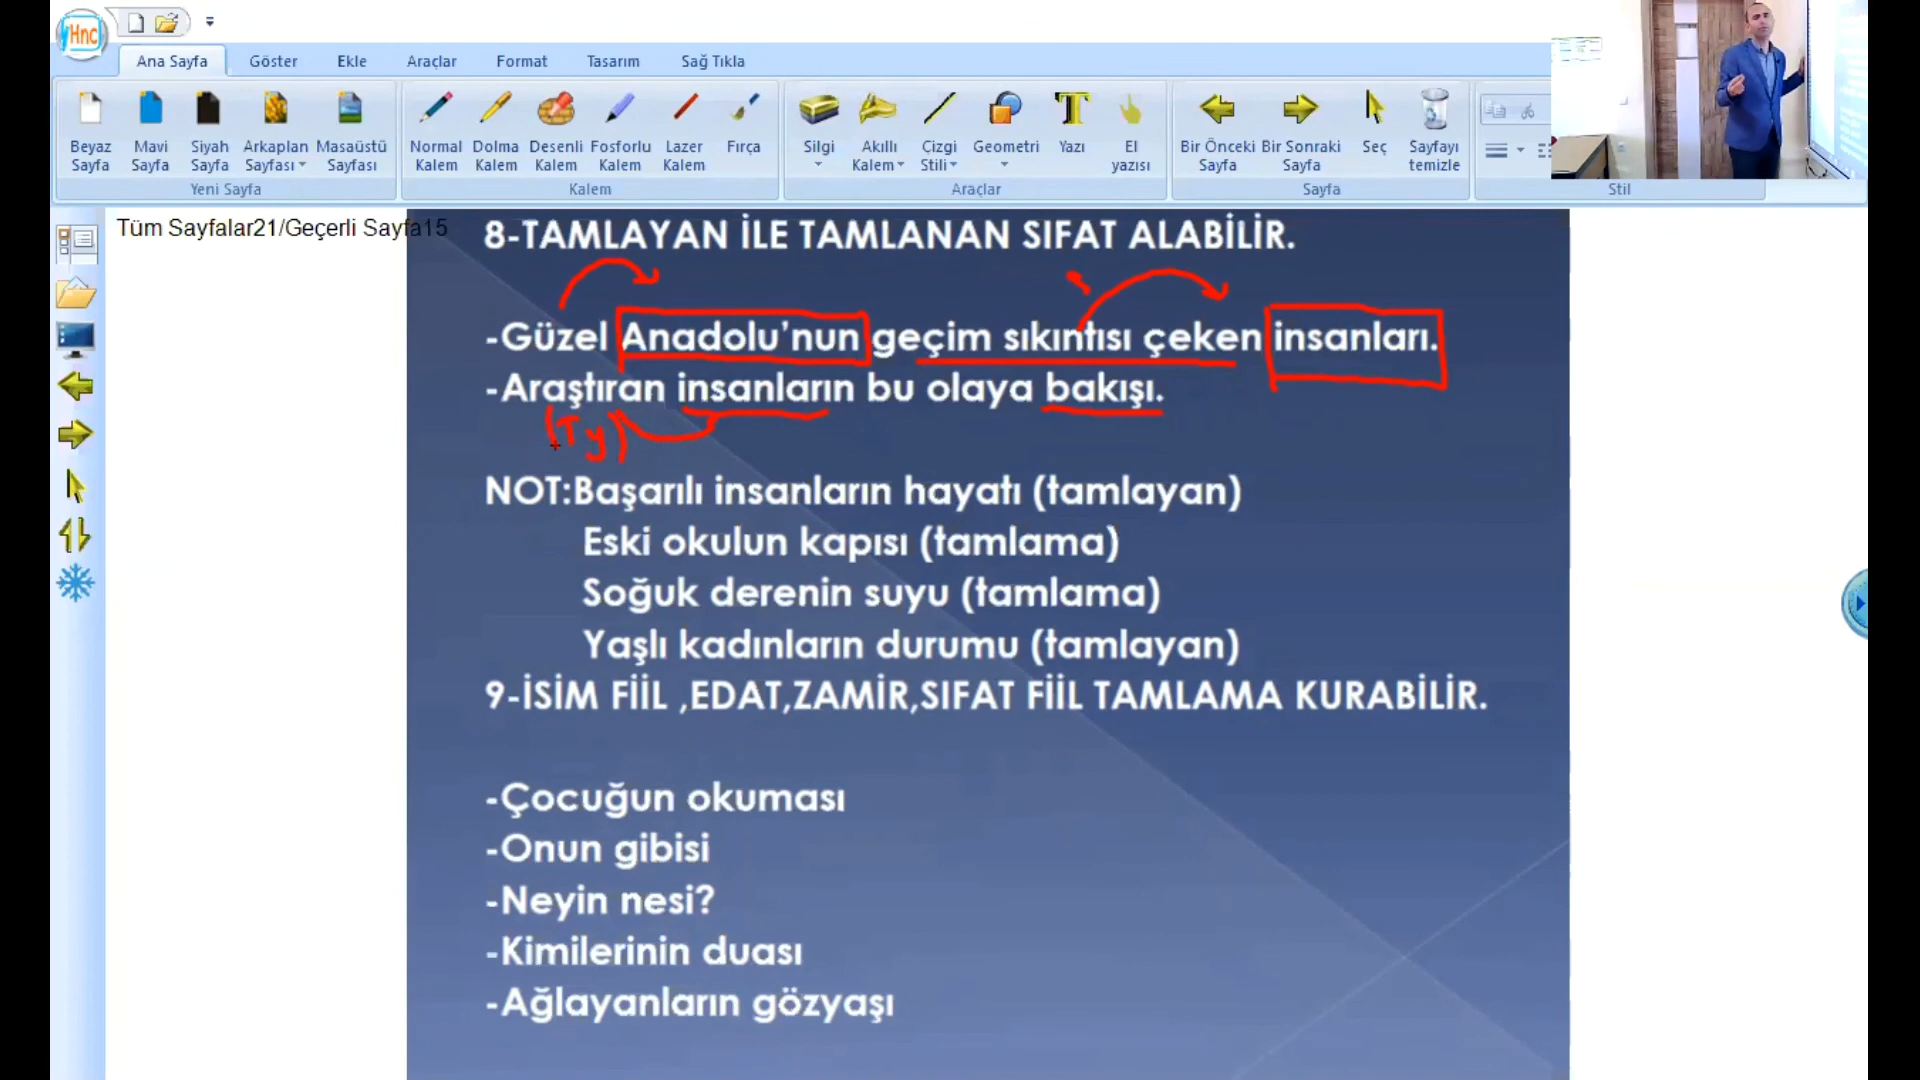 Hnc
Ana Sayfa Göster Ekle Araçlar Format Tasarım Sağ Tıkla
Beyaz Sayfa Mavi Sayfa Siyah Sayfa Arkaplan Sayfası Masaüstü Sayfası
Yeni Sayfa
Normal Kalem Dolma Kalem Desenli Kalem Fosforlu Kalem Lazer Kalem Fırça
Kalem
Silgi Akıllı Kalem Çizgi Stili Geometri Yazı El yazısı
Araçlar
Bir Önceki Sayfa Bir Sonraki Sayfa Seç Sayfayı temizle
Sayfa
Stil
Tüm Sayfalar21/Geçerli Sayfa15
8-TAMLAYAN İLE TAMLANAN SIFAT ALABİLİR.
-Güzel Anadolu'nun geçim sıkıntısı çeken insanları.
-Araştıran insanların bu olaya bakışı.
(Ty)
NOT:Başarılı insanların hayatı (tamlayan)
Eski okulun kapısı (tamlama)
Soğuk derenin suyu (tamlama)
Yaşlı kadınların durumu (tamlayan)
9-İSİM FİİL ,EDAT,ZAMİR,SIFAT FİİL TAMLAMA KURABİLİR.
-Çocuğun okuması
-Onun gibisi
-Neyin nesi?
-Kimilerinin duası
-Ağlayanların gözyaşı